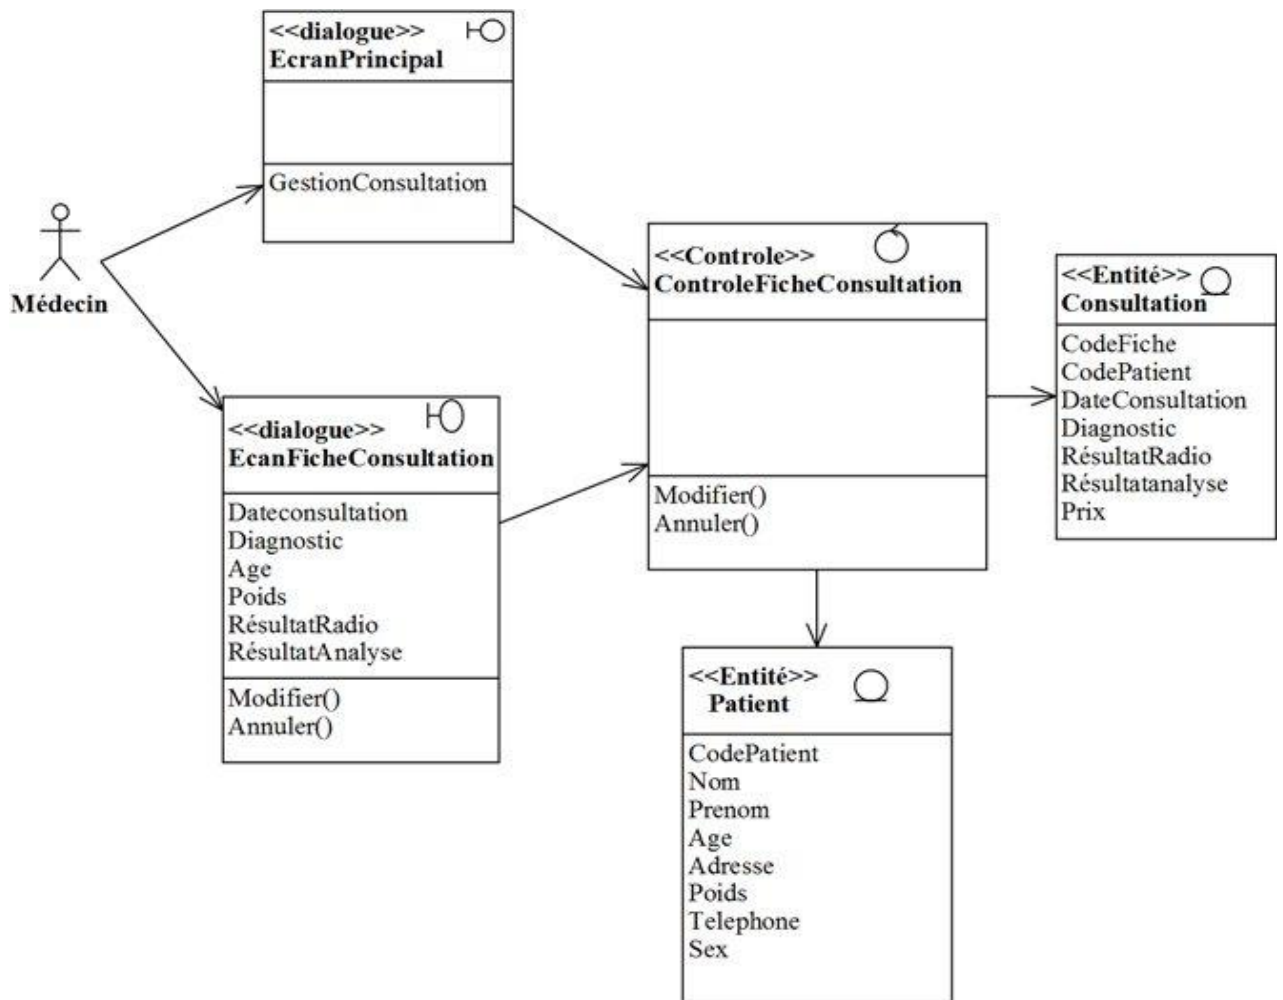 <<dialogue>>
EcranPrincipal
GestionConsultation
Médecin
<<dialogue>>
EcanFicheConsultation
Dateconsultation
Diagnostic
Age
Poids
RésultatRadio
RésultatAnalyse
Modifier()
Annuler()
<<Controle>>
ControleFicheConsultation
Modifier()
Annuler()
<<Entité>>
Consultation
CodeFiche
CodePatient
DateConsultation
Diagnostic
RésultatRadio
Résultatanalyse
Prix
<<Entité>>
Patient
CodePatient
Nom
Prenom
Age
Adresse
Poids
Telephone
Sex